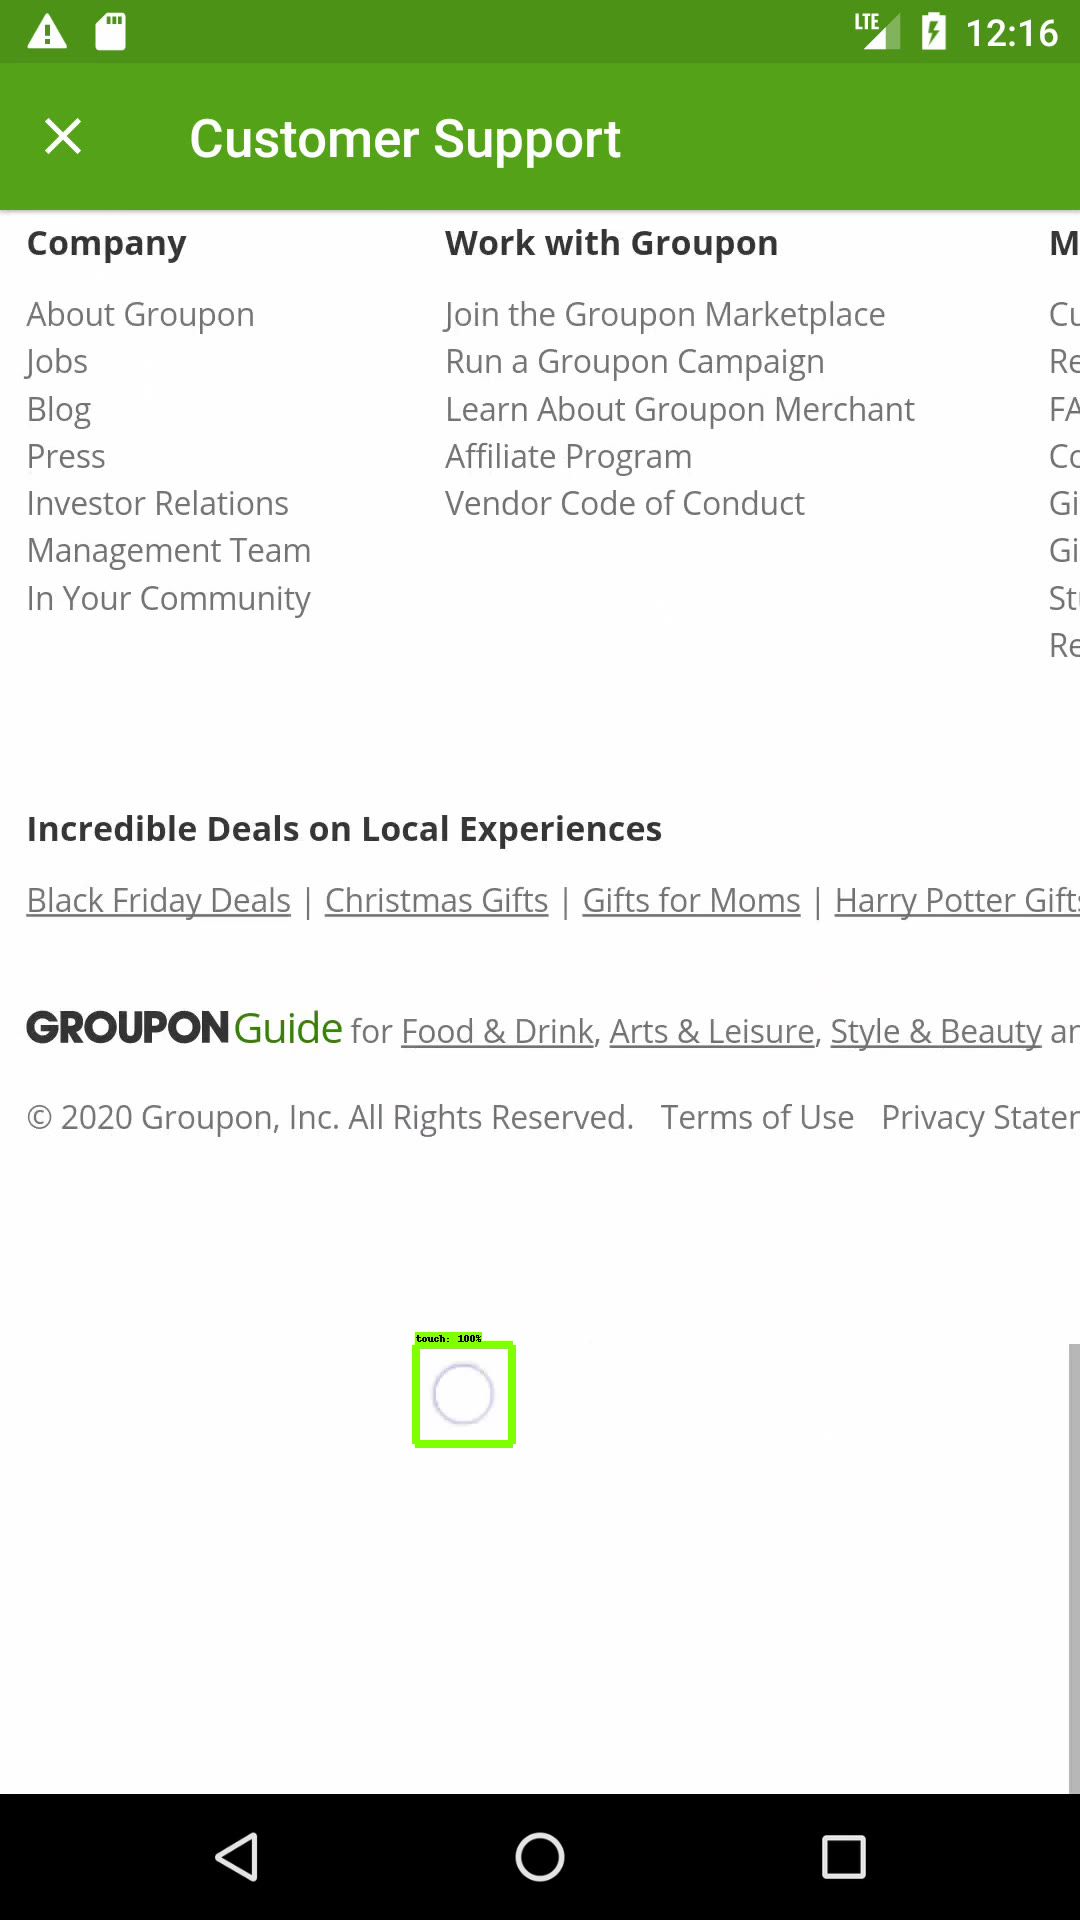 LTE 12:16
Customer Support
Company
About Groupon
Jobs
Blog
Press
Investor Relations
Management Team
In Your Community
Work with Groupon
Join the Groupon Marketplace
Run a Groupon Campaign
Learn About Groupon Merchant
Affiliate Program
Vendor Code of Conduct
M
Cu
Re
FA
Co
Gi
Gi
Stu
Re
Incredible Deals on Local Experiences
Black Friday Deals | Christmas Gifts | Gifts for Moms | Harry Potter Gifts
GROUPON Guide for Food & Drink, Arts & Leisure, Style & Beauty an
© 2020 Groupon, Inc. All Rights Reserved. Terms of Use Privacy Stater
touch: 100%